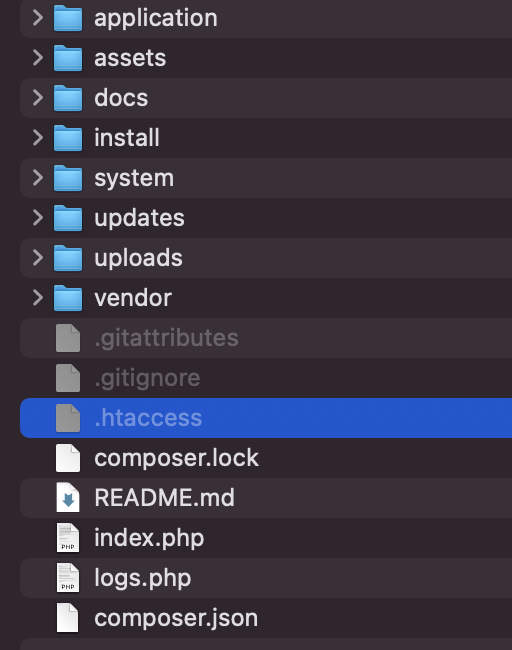 application
assets
docs
install
system
updates
uploads
vendor
.gitattributes
.gitignore
.htaccess
composer.lock
README.md
index.php
PHP
logs.php
PHP
composer.json